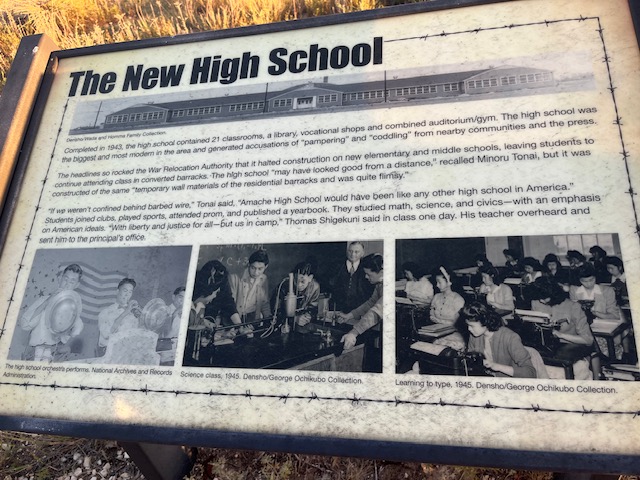 The New High School
Densho/Wada and Homma Family Collection.
Completed in 1943, the high school contained 21 classrooms, a library, vocational shops and combined auditorium/gym. The high school was
the biggest and most modern in the area and generated accusations of "pampering" and "coddling" from nearby communities and the press.
The headlines so rocked the War Relocation Authority that it halted construction on new elementary and middle schools, leaving students to
continue attending class in converted barracks. The high school "may have looked good from a distance," recalled Minoru Tonai, but it was
constructed of the same "temporary wall materials of the residential barracks and was quite flimsy."
"If we weren't confined behind barbed wire," Tonai said, "Amache High School would have been like any other high school in America."
Students joined clubs, played sports, attended prom, and published a yearbook. They studied math, science, and civics—with an emphasis
on American ideals. "With liberty and justice for all—but us in camp," Thomas Shigekuni said in class one day. His teacher overheard and
sent him to the principal's office.
The high school orchestra performs. National Archives and Records
Administration.
Science class, 1945. Densho/George Ochikubo Collection.
Learning to type, 1945. Densho/George Ochikubo Collection.